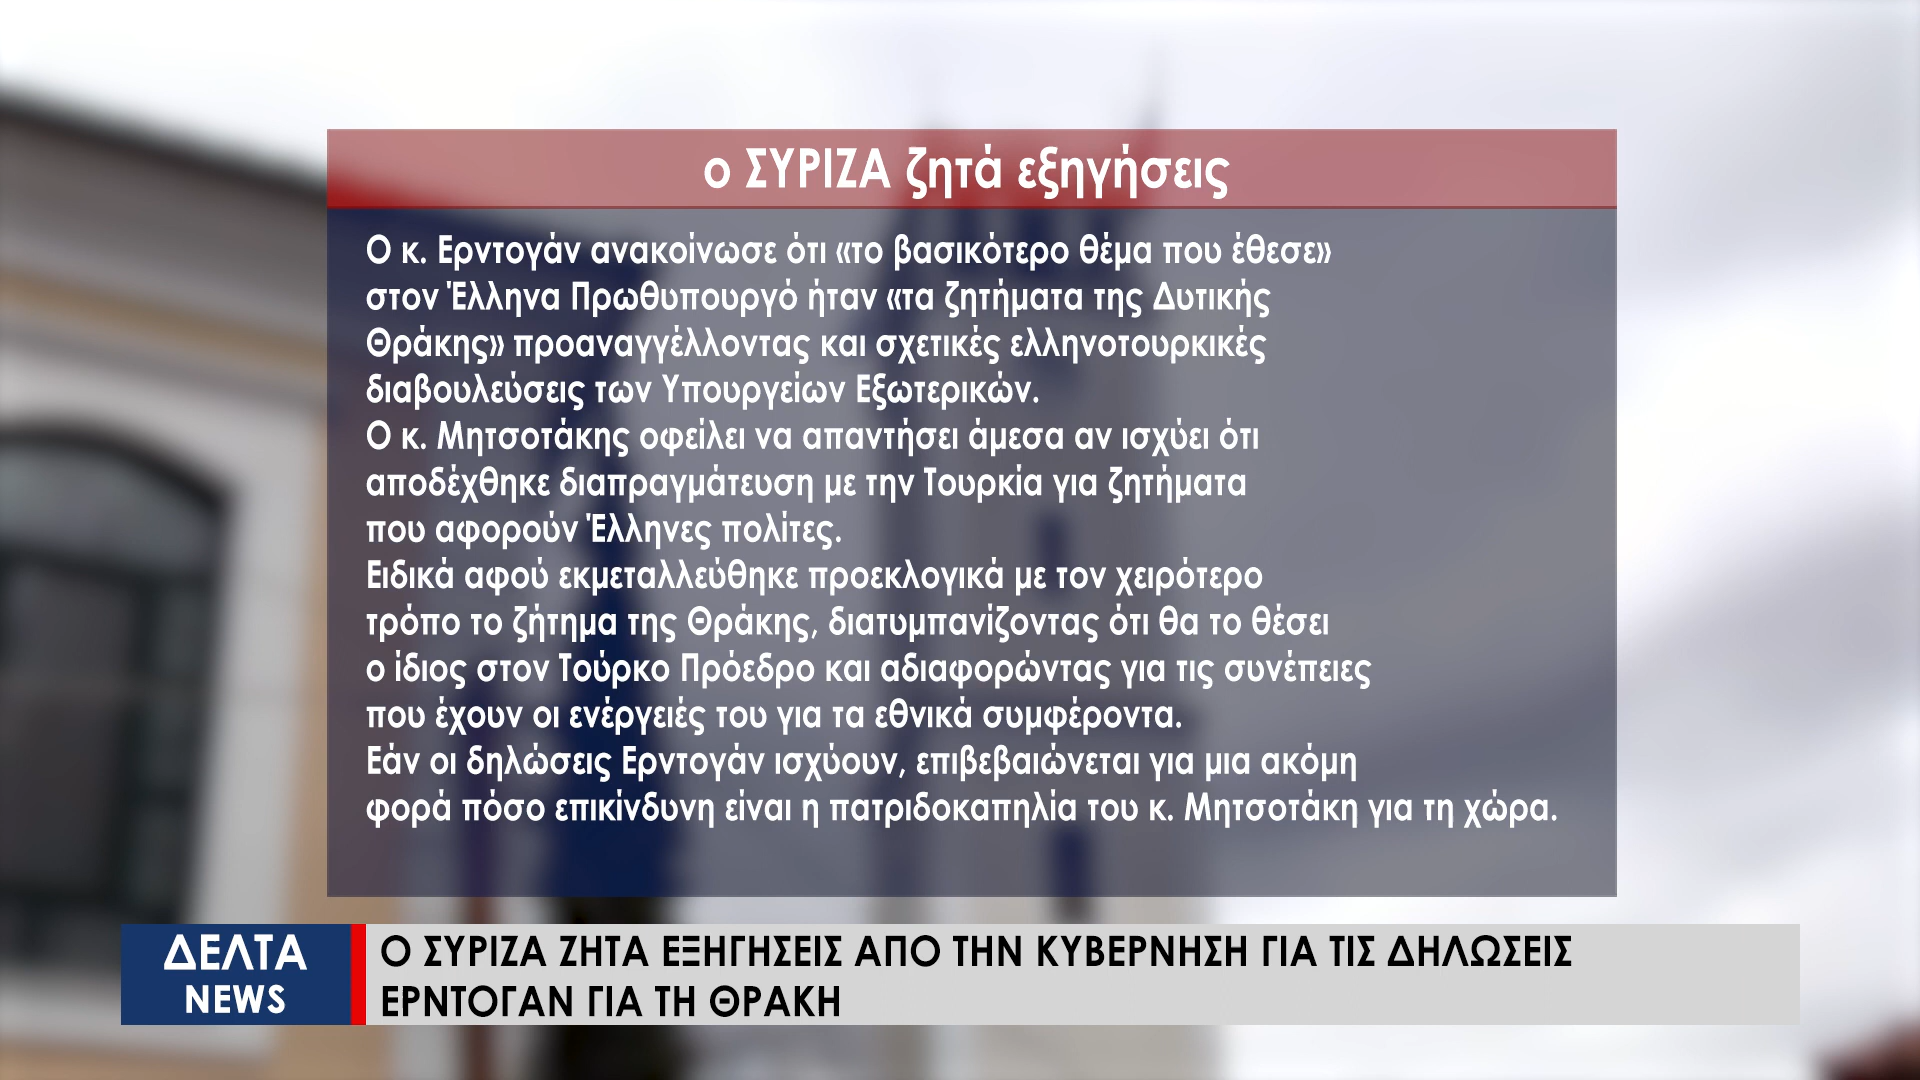 ο ΣΥΡΙΖΑ ζητά εξηγήσεις
Ο κ. Ερντογάν ανακοίνωσε ότι «το βασικότερο θέμα που έθεσε»
στον Έλληνα Πρωθυπουργό ήταν «τα ζητήματα της Δυτικής
Θράκης» προαναγγέλλοντας και σχετικές ελληνοτουρκικές
διαβουλεύσεις των Υπουργείων Εξωτερικών.
Ο κ. Μητσοτάκης οφείλει να απαντήσει άμεσα αν ισχύει ότι
αποδέχθηκε διαπραγμάτευση με την Τουρκία για ζητήματα
που αφορούν Έλληνες πολίτες.
Ειδικά αφού εκμεταλλεύθηκε προεκλογικά με τον χειρότερο
τρόπο το ζήτημα της Θράκης, διατυμπανίζοντας ότι θα το θέσει
ο ίδιος στον Τούρκο Πρόεδρο και αδιαφορώντας για τις συνέπειες
που έχουν οι ενέργειές του για τα εθνικά συμφέροντα.
Εάν οι δηλώσεις Ερντογάν ισχύουν, επιβεβαιώνεται για μια ακόμη
φορά πόσο επικίνδυνη είναι η πατριδοκαπηλία του κ. Μητσοτάκη για τη χώρα.
ΔΕΛΤΑ
NEWS
Ο ΣΥΡΙΖΑ ΖΗΤΑ ΕΞΗΓΗΣΕΙΣ ΑΠΟ ΤΗΝ ΚΥΒΕΡΝΗΣΗ ΓΙΑ ΤΙΣ ΔΗΛΩΣΕΙΣ
ΕΡΝΤΟΓΑΝ ΓΙΑ ΤΗ ΘΡΑΚΗ